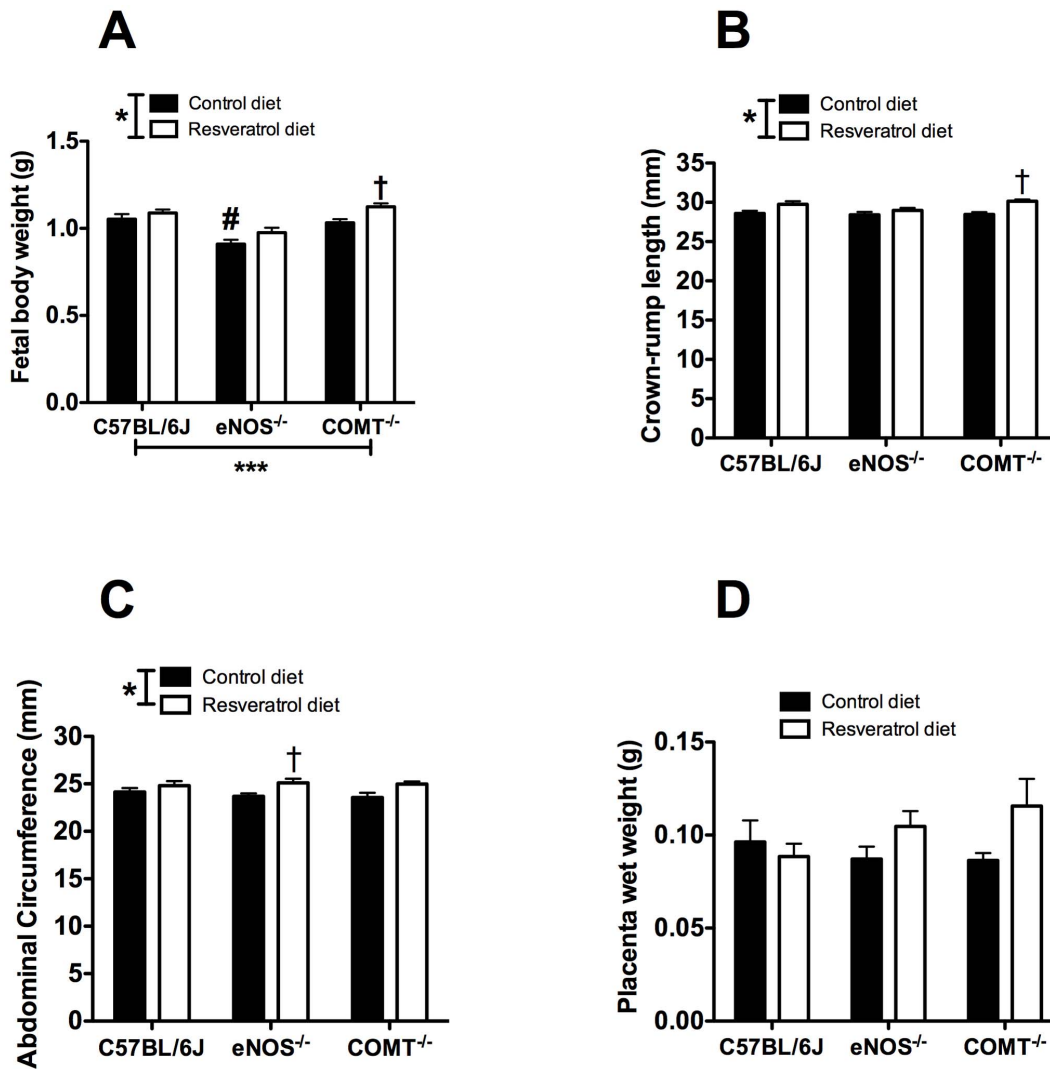 A
Control diet
*
Resveratrol diet
Fetal body weight (g)
1.5
1.0
0.5
0.0
#
†
C57BL/6J eNOS-/- COMT-/-
***
B
Control diet
*
Resveratrol diet
Crown-rump length (mm)
35
30
25
20
15
10
5
0
†
C57BL/6J eNOS-/- COMT-/-
C
Control diet
*
Resveratrol diet
Abdominal Circumference (mm)
30
25
20
15
10
5
0
†
C57BL/6J eNOS-/- COMT-/-
D
Control diet
Resveratrol diet
Placenta wet weight (g)
0.15
0.10
0.05
0.00
C57BL/6J eNOS-/- COMT-/-